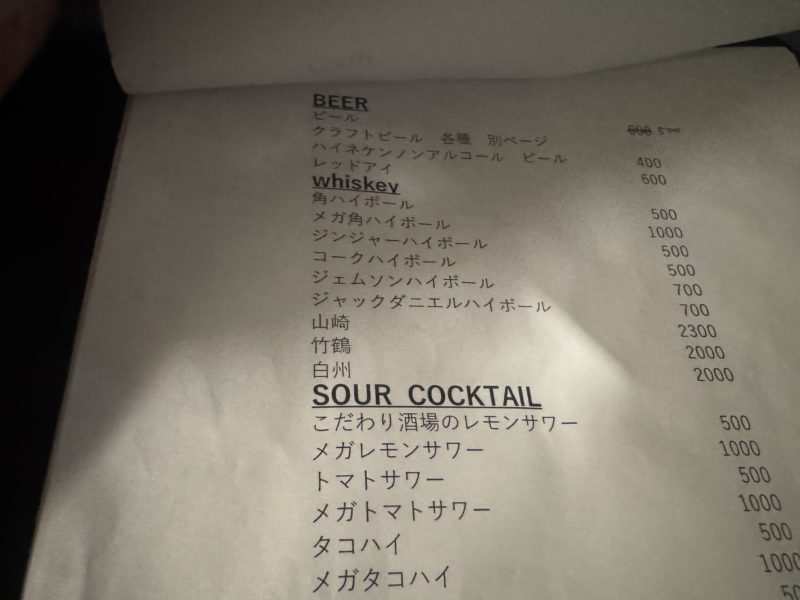 BEER
ビール 600 500
クラフトビール 各種 別ページ
ハイネケンノンアルコール ビール 400
レッドアイ 600
whiskey
角ハイボール 500
メガ角ハイボール 1000
ジンジャーハイボール 500
コークハイボール 500
ジェムソンハイボール 700
ジャックダニエルハイボール 700
山崎 2300
竹鶴 2000
白州 2000
SOUR COCKTAIL
こだわり酒場のレモンサワー 500
メガレモンサワー 1000
トマトサワー 500
メガトマトサワー 1000
タコハイ 500
メガタコハイ 1000